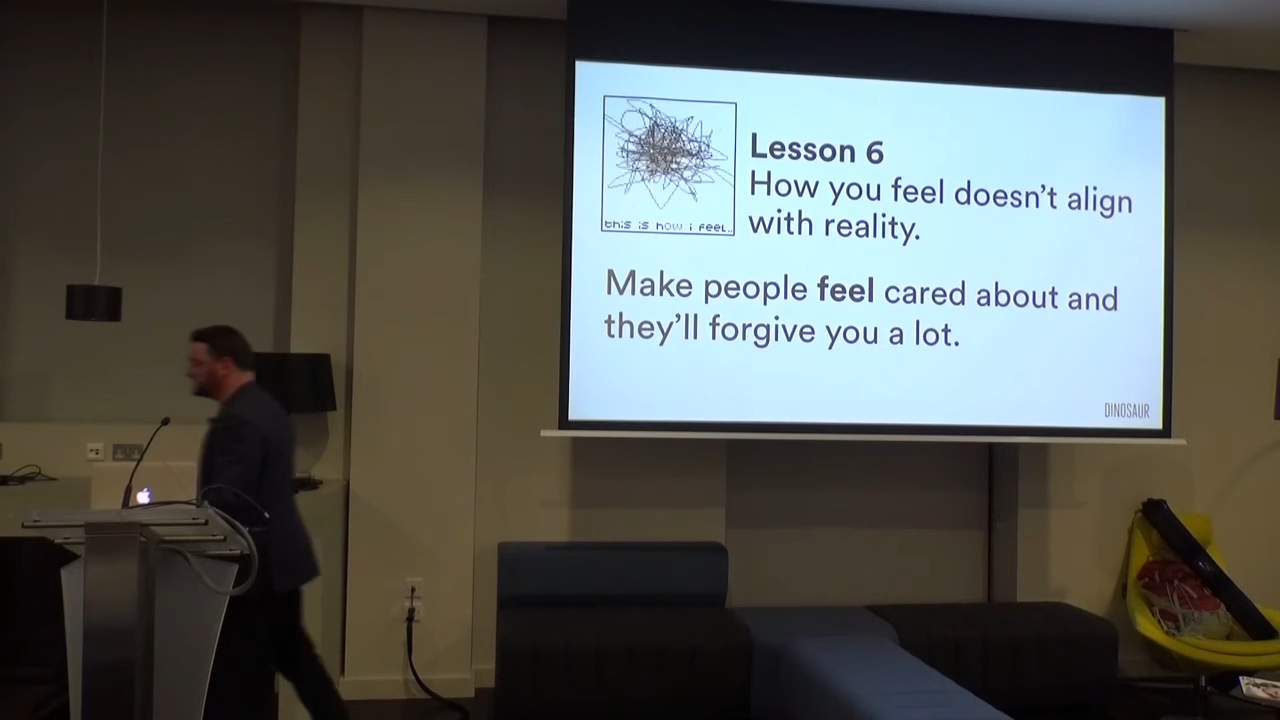 Lesson 6
How you feel doesn't align
with reality.
this is how i feel..
Make people feel cared about and
they'll forgive you a lot.
DINOSAUR